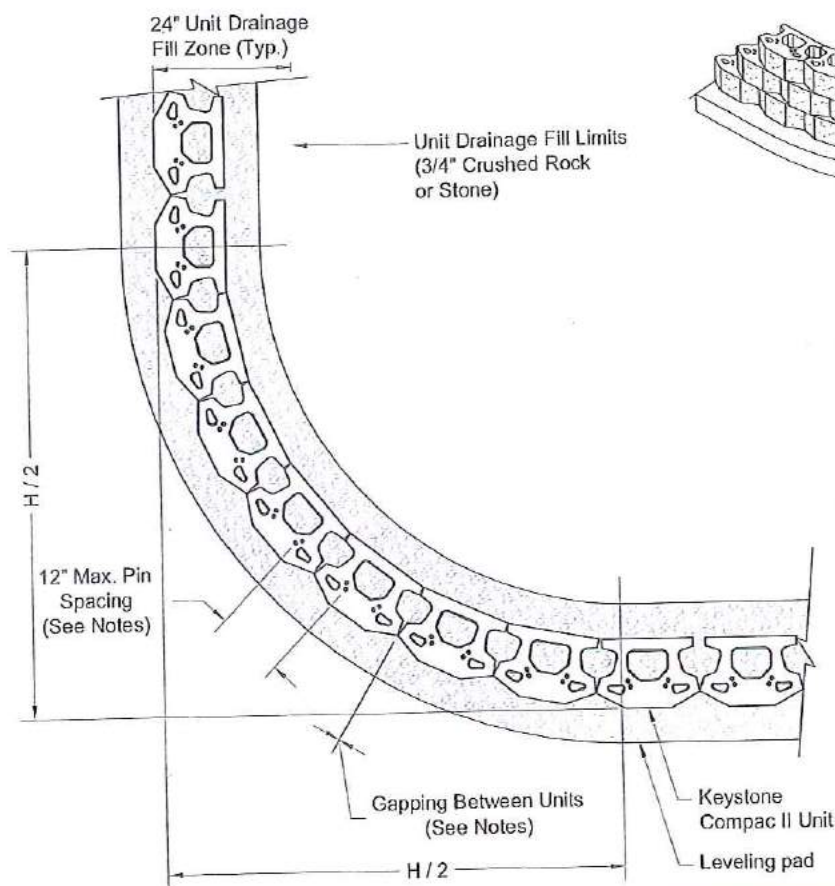 24" Unit Drainage
Fill Zone (Typ.)
Unit Drainage Fill Limits
(3/4" Crushed Rock
or Stone)
H / 2
12" Max. Pin
Spacing
(See Notes)
Gapping Between Units
(See Notes)
Keystone
Compac II Unit
Leveling pad
H / 2